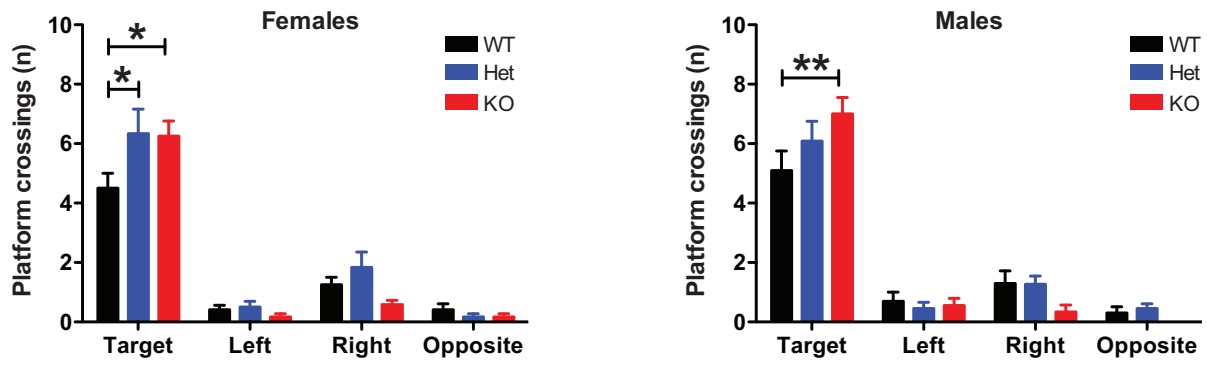 Females
Platform crossings (n)
10
8
6
4
2
0
*
*
WT
Het
KO
Target Left Right Opposite
Males
Platform crossings (n)
10
8
6
4
2
0
**
WT
Het
KO
Target Left Right Opposite